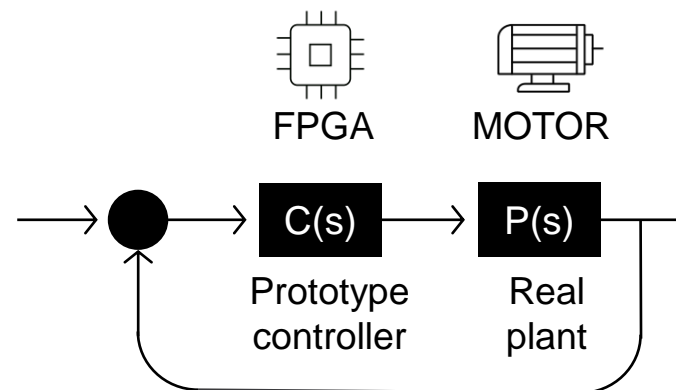 FPGA
MOTOR
C(s)
P(s)
Prototype
controller
Real
plant